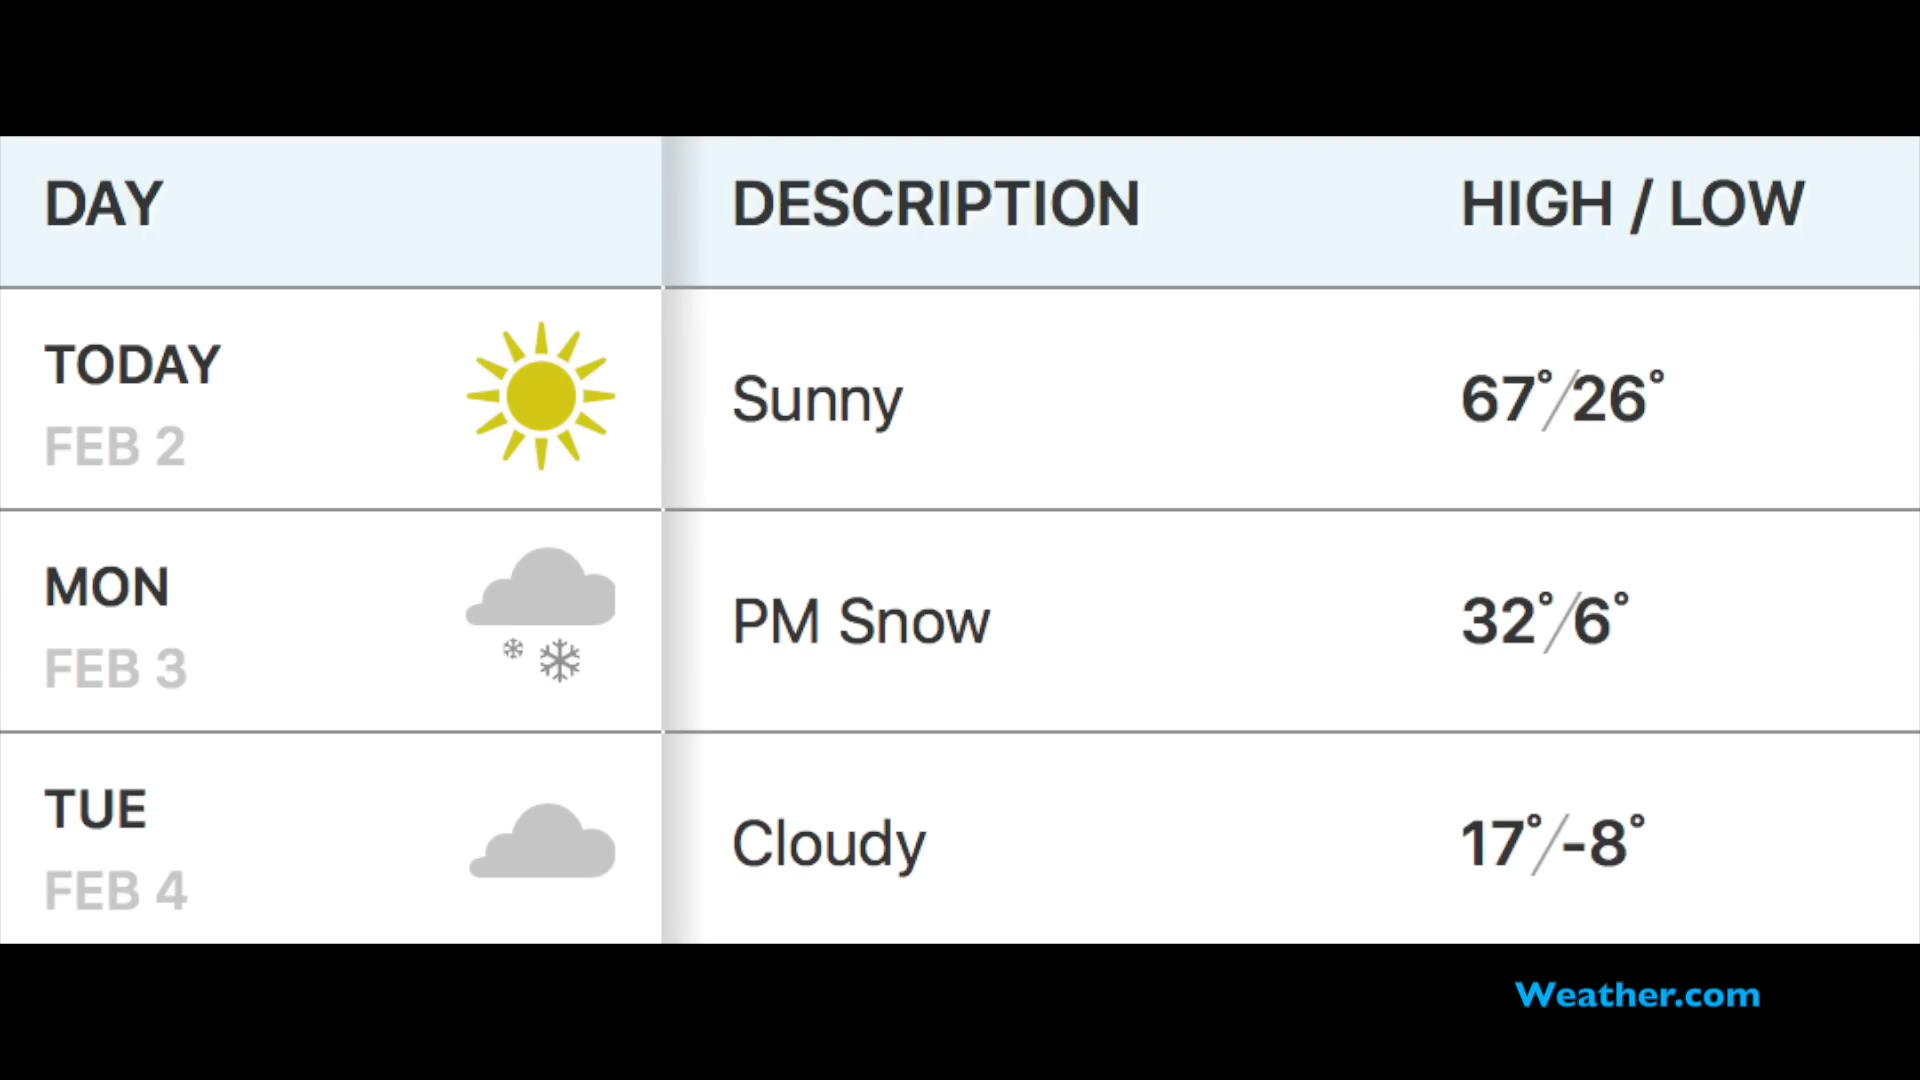 DAY DESCRIPTION HIGH / LOW
TODAY
FEB 2
Sunny 67°/26°
MON
FEB 3
PM Snow 32°/6°
TUE
FEB 4
Cloudy 17°/-8°
Weather.com